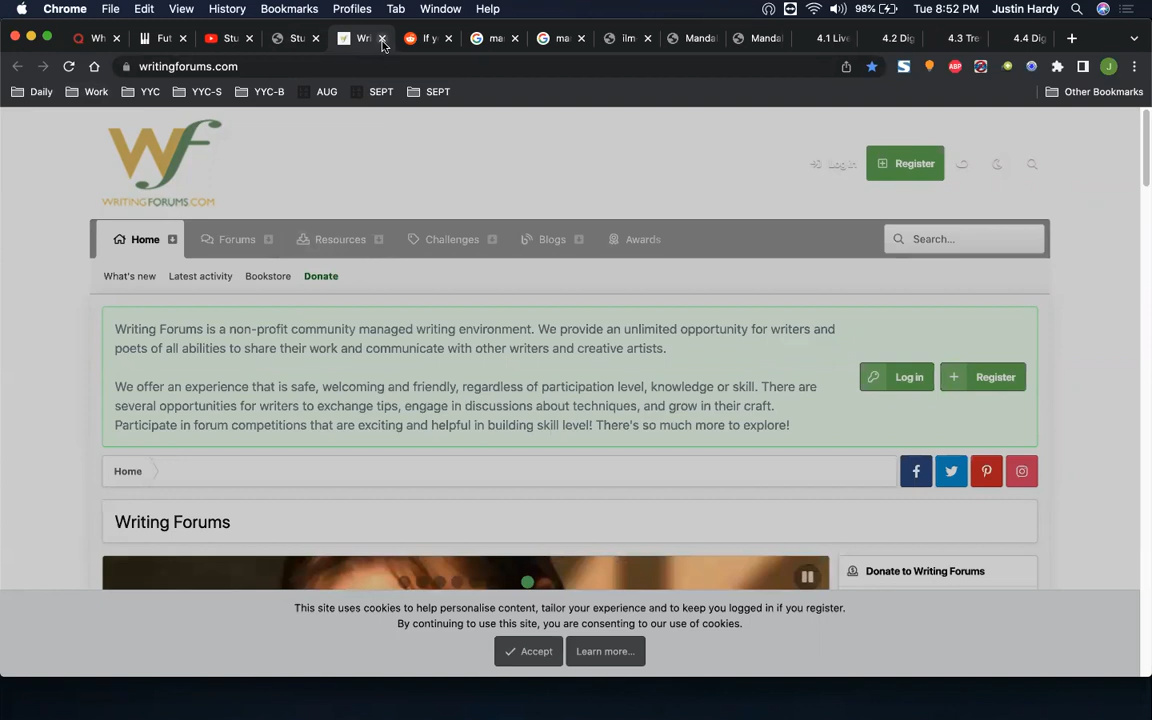 Chrome File Edit View History Bookmarks Profiles Tab Window Help 98% Tue 8:52 PM Justin Hardy
Wh Fut Stu Stu Wri If y ma ma ilm Manda Manda 4.1 Live 4.2 Dig 4.3 Tre 4.4 Dig
writingforums.com ABP J
Daily Work YYC YYC-S YYC-B AUG SEPT SEPT Other Bookmarks
WF
WRITINGFORUMS.COM
Log in Register
Home Forums Resources Challenges Blogs Awards Search...
What's new Latest activity Bookstore Donate
Writing Forums is a non-profit community managed writing environment. We provide an unlimited opportunity for writers and
poets of all abilities to share their work and communicate with other writers and creative artists.
We offer an experience that is safe, welcoming and friendly, regardless of participation level, knowledge or skill. There are
several opportunities for writers to exchange tips, engage in discussions about techniques, and grow in their craft.
Participate in forum competitions that are exciting and helpful in building skill level! There's so much more to explore!
Log in Register
Home
Writing Forums
Donate to Writing Forums
This site uses cookies to help personalise content, tailor your experience and to keep you logged in if you register.
By continuing to use this site, you are consenting to our use of cookies.
Accept Learn more...